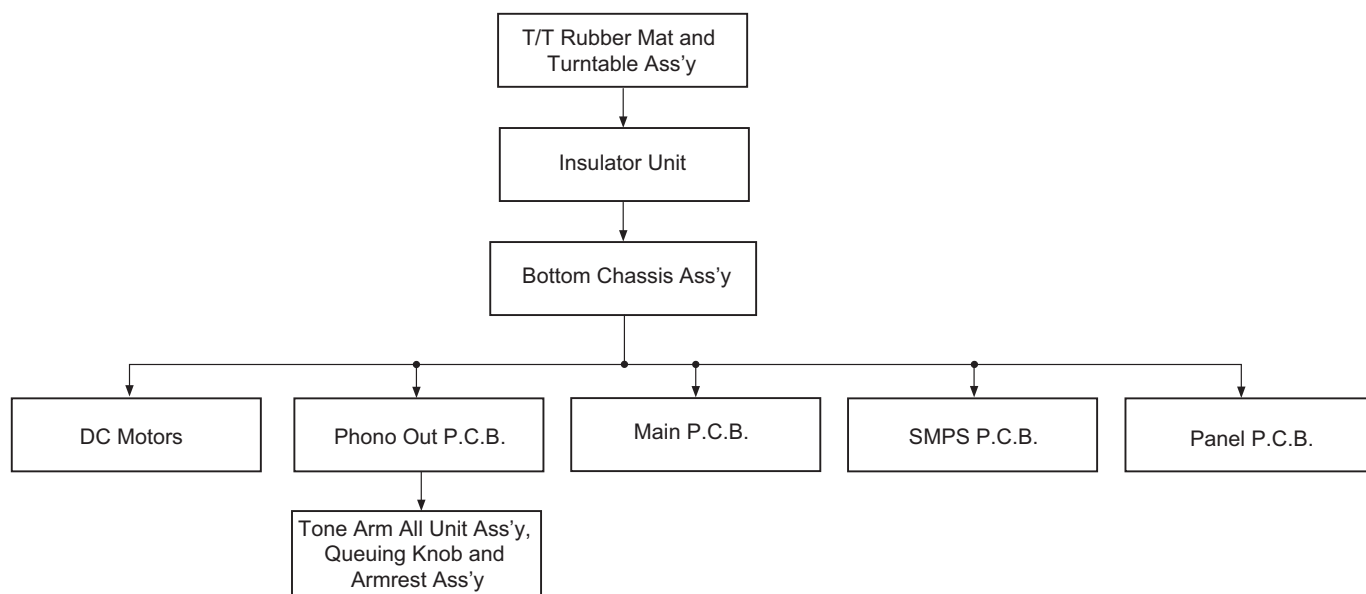 T/T Rubber Mat and
Turntable Ass’y
Insulator Unit
Bottom Chassis Ass’y
DC Motors
Phono Out P.C.B.
Main P.C.B.
SMPS P.C.B.
Panel P.C.B.
Tone Arm All Unit Ass’y,
Queuing Knob and
Armrest Ass’y